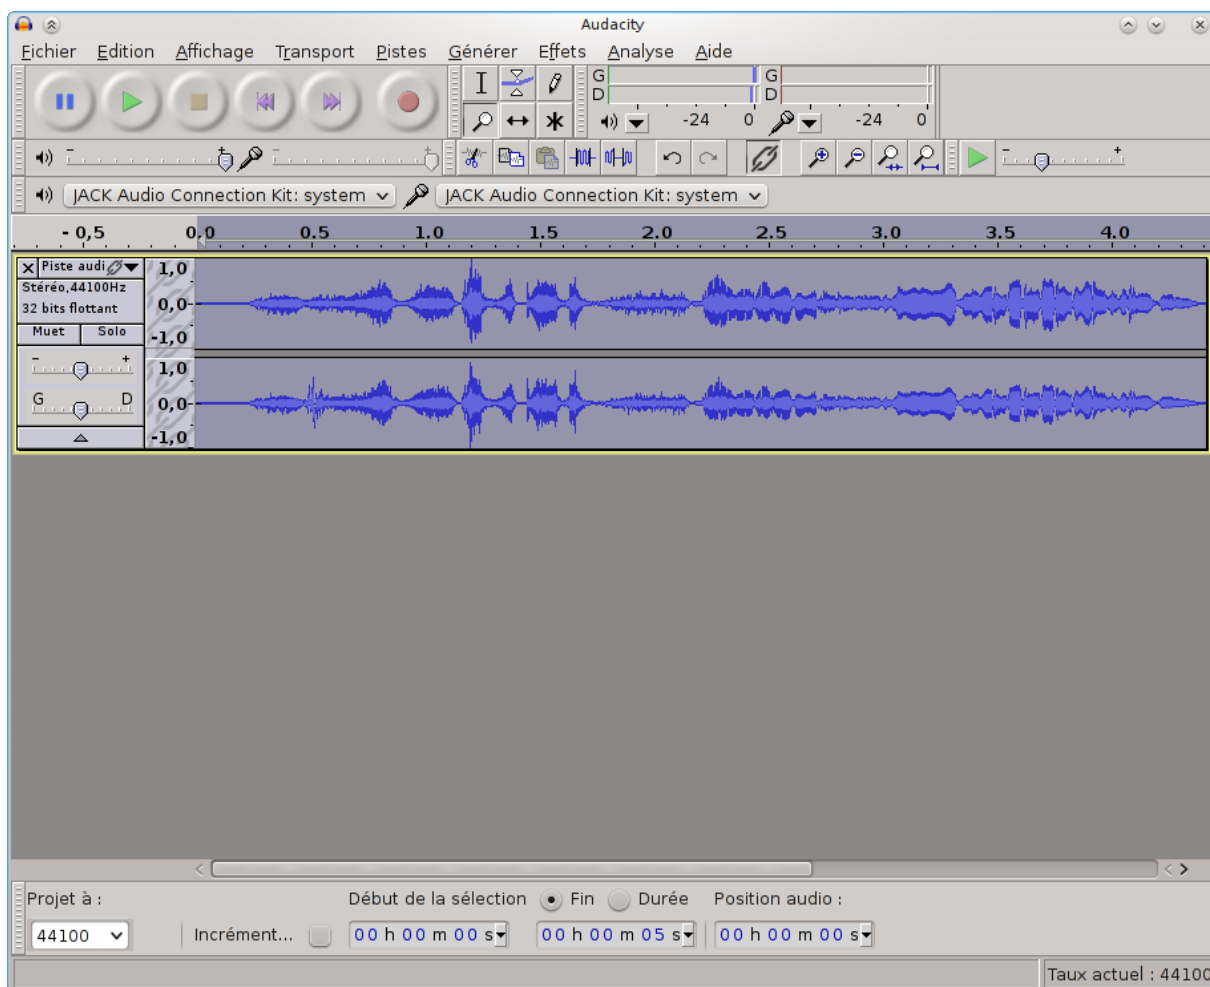 Audacity
Fichier Edition Affichage Transport Pistes Générer Effets Analyse Aide
G G
D D
-24 0 -24 0
- + - +
- +
JACK Audio Connection Kit: system JACK Audio Connection Kit: system
- 0,5 0,0 0.5 1.0 1.5 2.0 2.5 3.0 3.5 4.0
Piste audi 1,0
Stéréo,44100Hz
32 bits flottant 0,0-
Muet Solo -1,0
- + 1,0
G D 0,0-
-1,0
Projet à : Début de la sélection Fin Durée Position audio :
44100 Incrément... 00 h 00 m 00 s 00 h 00 m 05 s 00 h 00 m 00 s
Taux actuel : 44100